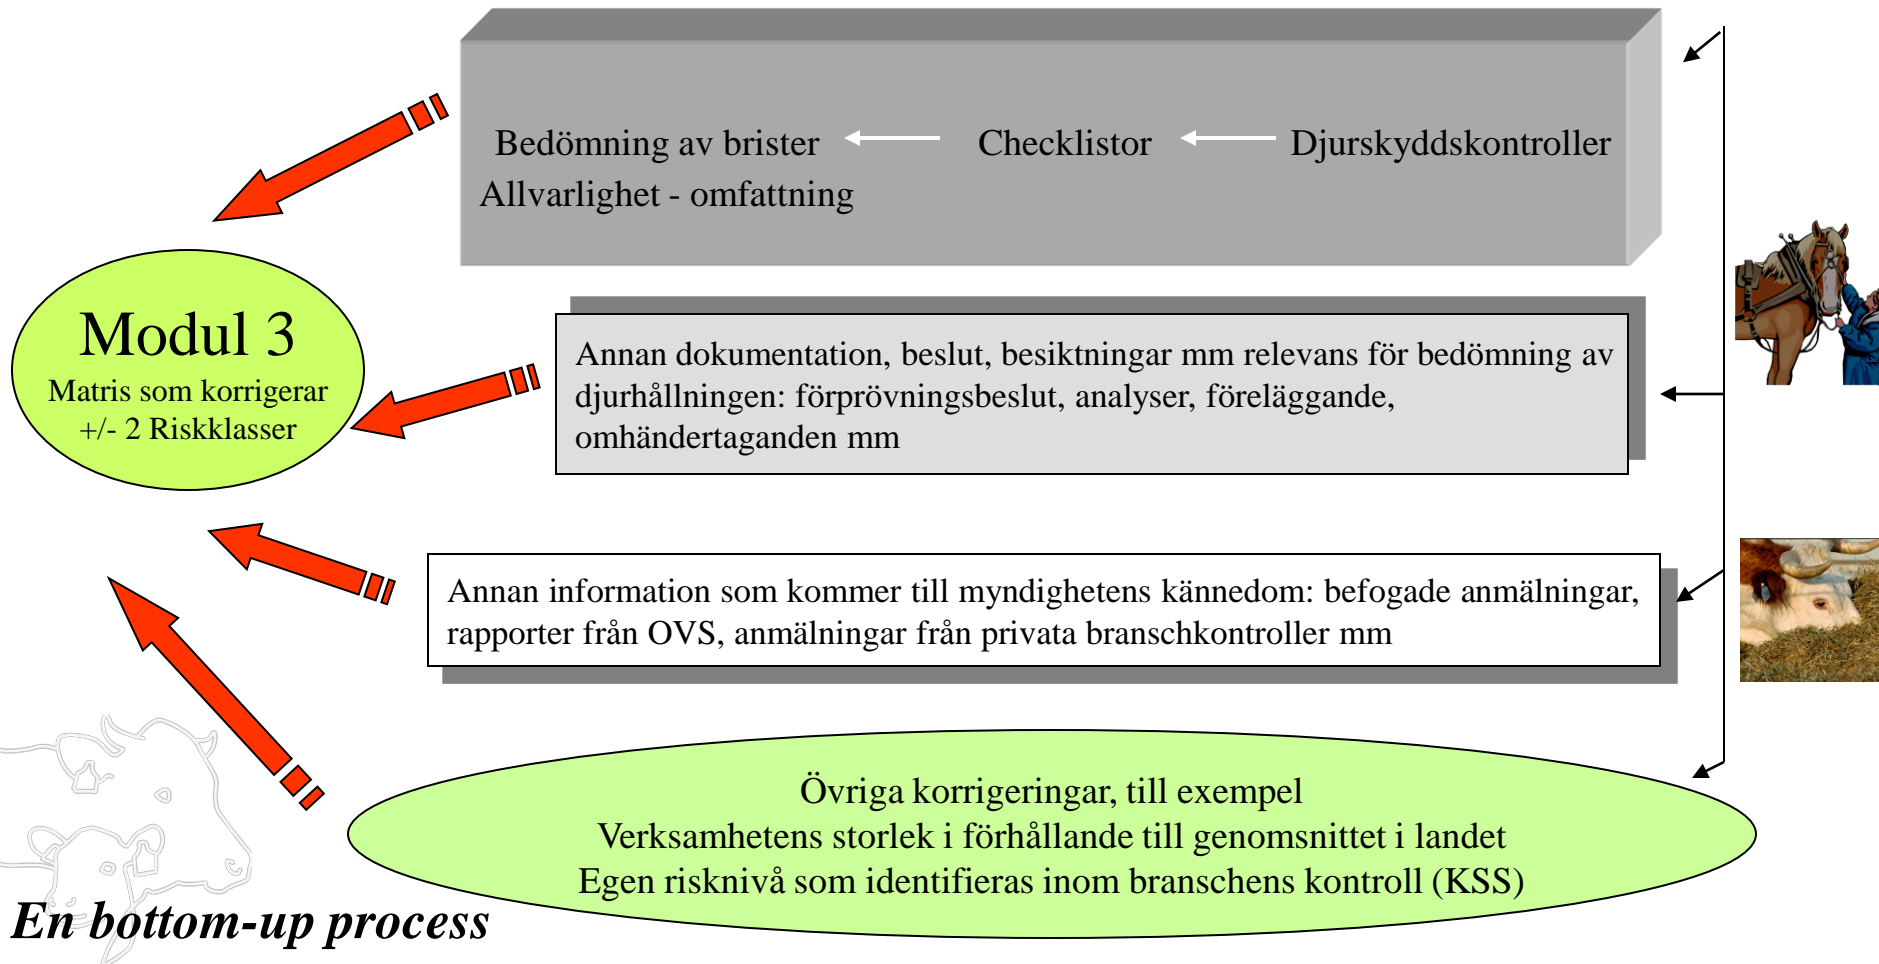 Bedömning av brister
Checklistor
Djurskyddskontroller
Allvarlighet - omfattning
Modul 3
Matris som korrigerar
+/- 2 Riskklasser
Annan dokumentation, beslut, besiktningar mm relevans för bedömning av
djurhållningen: förprövningsbeslut, analyser, föreläggande,
omhändertaganden mm
Annan information som kommer till myndighetens kännedom: befogade anmälningar,
rapporter från OVS, anmälningar från privata branschkontroller mm
Övriga korrigeringar, till exempel
Verksamhetens storlek i förhållande till genomsnittet i landet
Egen risknivå som identifieras inom branschens kontroll (KSS)
En bottom-up process